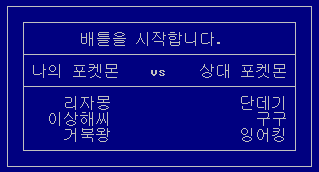 배틀을 시작합니다.
나의 포켓몬 vs 상대 포켓몬
리자몽 단데기
이상해씨 구구
거북왕 잉어킹